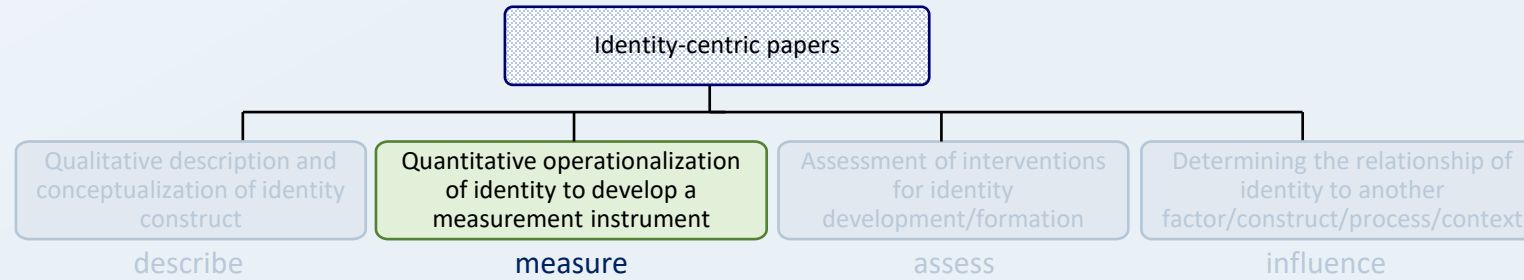 Identity-centric papers
Qualitative description and
conceptualization of identity
construct
Quantitative operationalization
of identity to develop a
measurement instrument
Assessment of interventions
for identity
development/formation
Determining the relationship of
identity to another
factor/construct/process/context
describe
measure
assess
influence